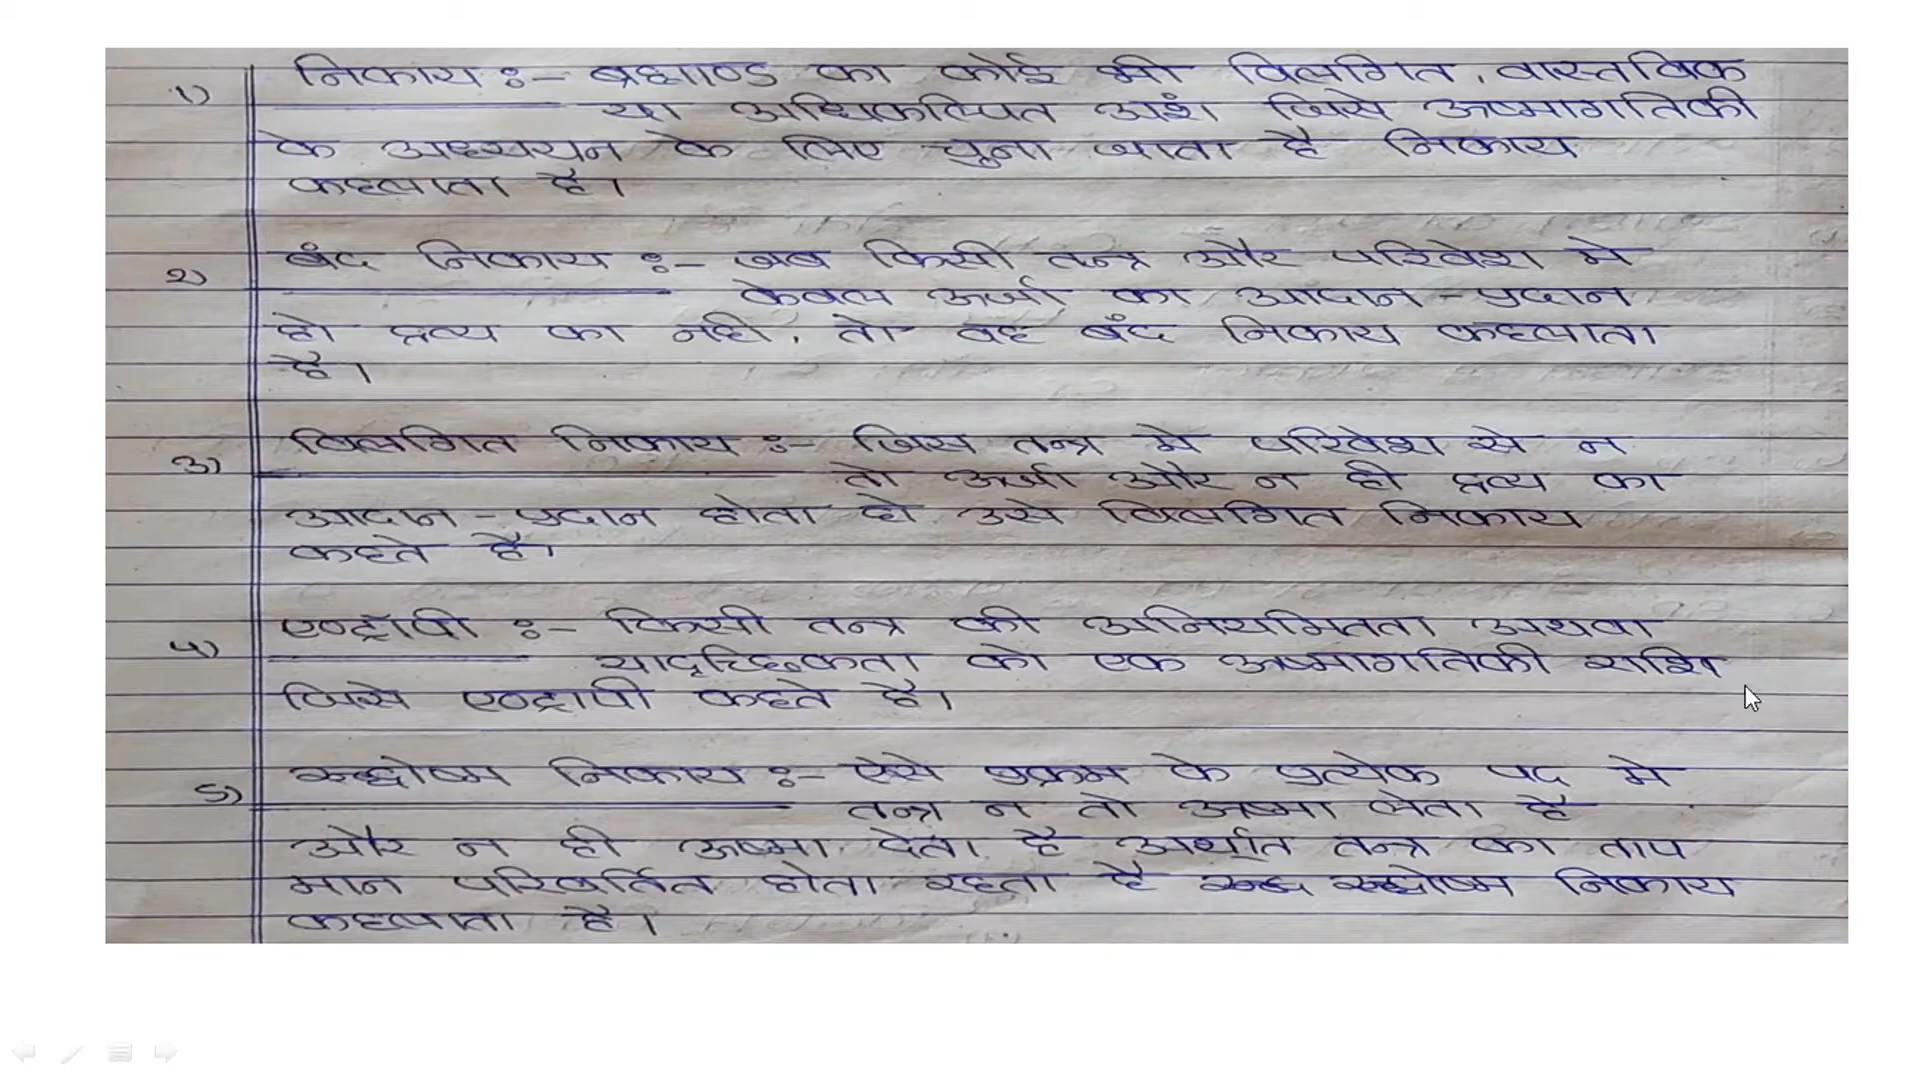 1) निकाय :- ब्रह्माण्ड का कोई भी विलगित, वास्तविक
या अधिकल्पित अंश जिसे ऊष्मागतिकी
के अध्ययन के लिए चुना जाता है निकाय
कहलाता है।
2) बंद निकाय :- जब किसी तन्त्र और परिवेश मे
केवल ऊर्जा का आदान-प्रदान
हो द्रव्य का नही, तो वह बंद निकाय कहलाता
है।
3) विलगित निकाय :- जिस तन्त्र मे परिवेश से न
तो ऊर्जा और न ही द्रव्य का
आदान-प्रदान होता हो उसे विलगित निकाय
कहते है।
4) एण्ट्रॉपी :- किसी तन्त्र की अनियमितता अथवा
यादृच्छिकता को एक ऊष्मागतिकी राशि
जिसे एण्ट्रापी कहते है।
5) रूद्धोष्म निकाय :- ऐसे प्रक्रम के प्रत्येक पद मे
तन्त्र न तो ऊष्मा लेता है
और न ही ऊष्मा देता है अर्थात तन्त्र का ताप
मान परिवर्तित होता रहता है रूद्धोष्म निकाय
कहलाता है।